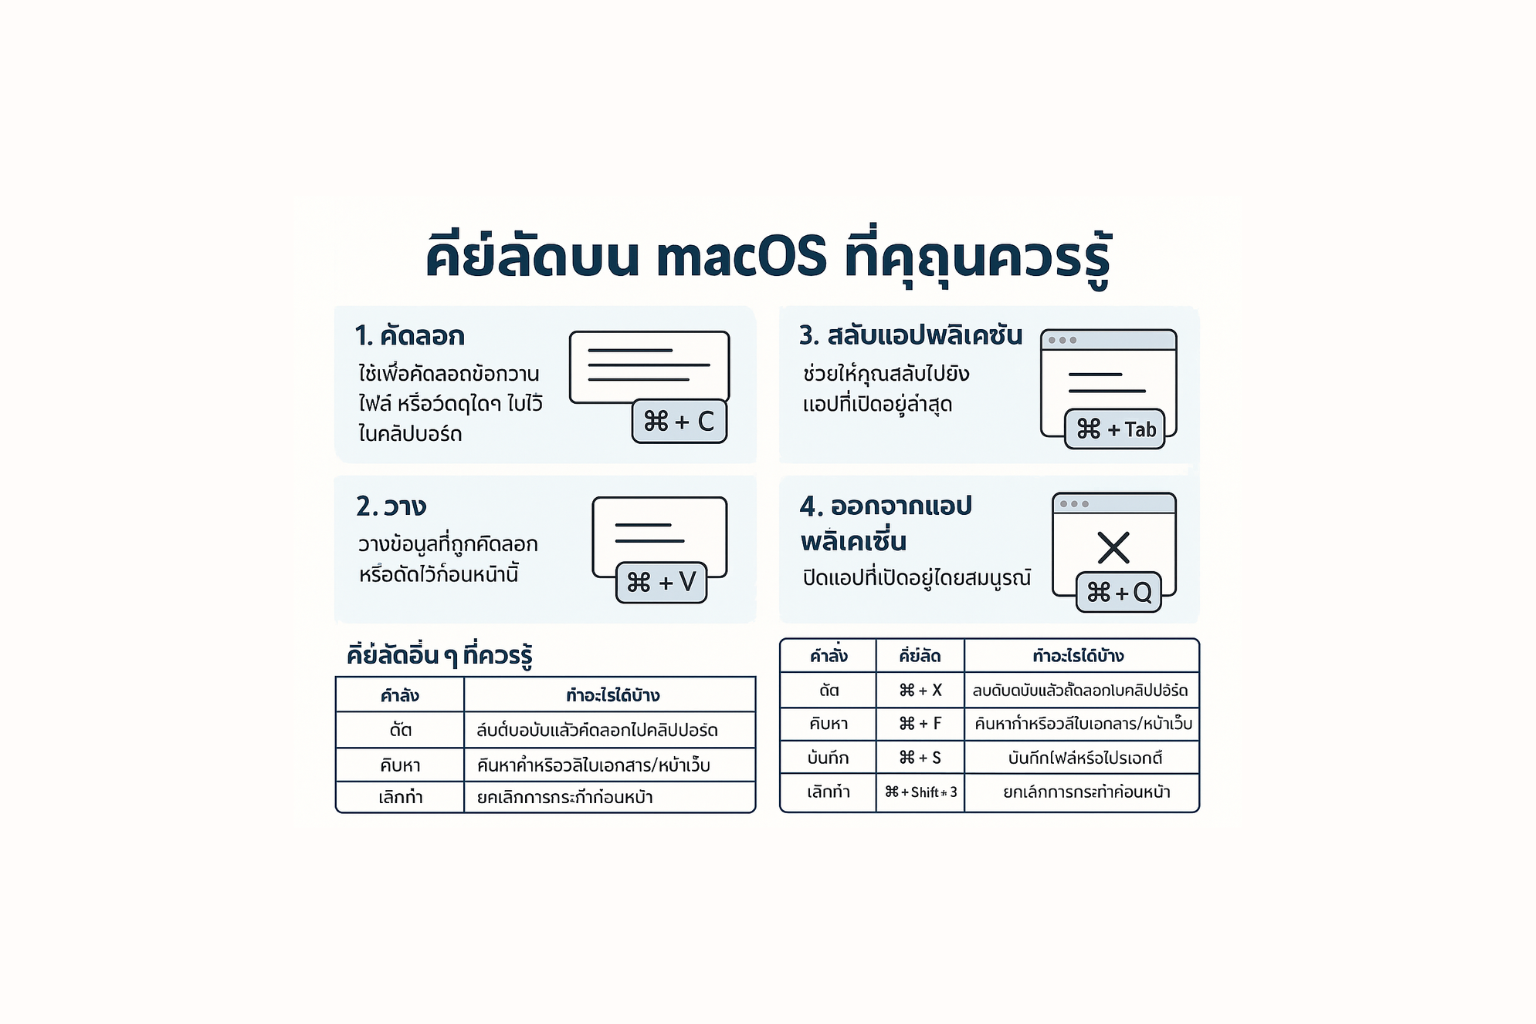 คีย์ลัดบน macOS ที่คุถุนควรรู้
1. คัดลอก
ใช้เพื่อคัดลอดข้อกวาน
ไฟล์ หรือว์ตดุใดๆ ใบไว้
ในคลิปบอร์ด
⌘ + C
2. วาง
วางข้อนูลที่ถูกคัดลอก
หรือตัดไว้ก่อนหน้านี้
⌘ + V
3. สลับแอปพลิเคซัน
ช่วยให้คุณสลับไปยัง
แอปที่เปิดอยู่ล่าสุด
⌘ + Tab
4. ออกจากแอป
พลิเคเซิ่น
ปิดแอปที่เปิดอยู่ไดยสมนูรณ์
⌘ + Q
คีย์ลัดอื่น ๆ ที่ควรรู้
คำลัง ทำอะไรได้บ้าง
ดัต ล์บต๋บอบับแล้วค์ดลอกไปคลิปปอร์ด
คิบหา ค้นหาคำหรือวลิใบเอกสาร/หบ้าเว็บ
เลิกทำ ยคเลิกการกระก๊าก่อนหน้า
คำลั่ง คีย์ลัด ทำอะไรได้บ้าง
ดัต ⌘ + X ลบดับดบับแล้วคั๊ดลอกไบคลิปปอร์ด
คิบหา ⌘ + F ค้นหากำหรือวลีใบเอกลาร/หบ้าเว็บ
บันทึก ⌘ + S บันทึกไฟล์หรือไปรเจกตี
เลิกทำ ⌘ + Shift + 3 ยกเลิกการกระทำค่อนหน้า